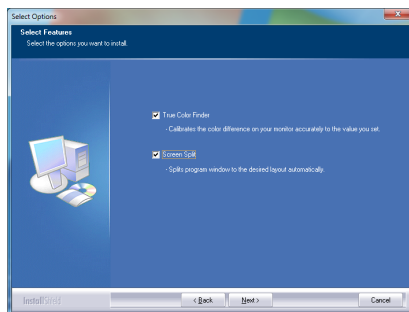 Select Options
Select Features
Select the options you want to install.
True Color Finder
- Calibrates the color difference on your monitor accurately to the value you set.
Screen Split
- Splits program window to the desired layout automatically.
InstallShield
< Back
Next >
Cancel